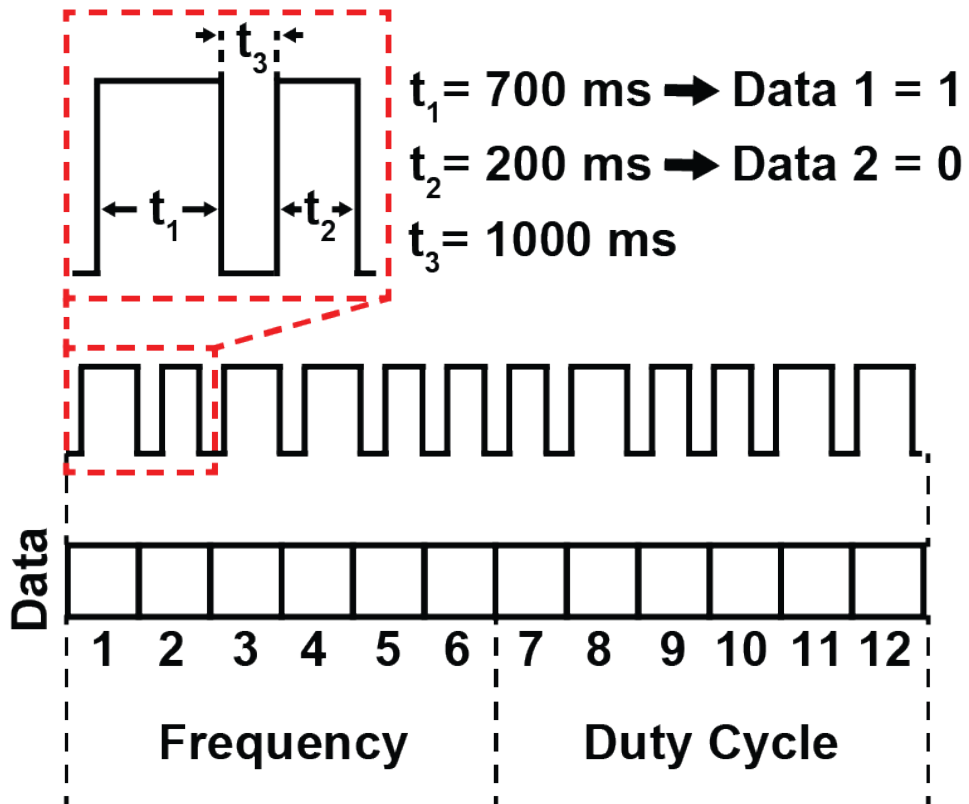 t3
t1= 700 ms → Data 1 = 1
t2= 200 ms → Data 2 = 0
t3= 1000 ms
t1
t2
Data
1 2 3 4 5 6 7 8 9 10 11 12
Frequency Duty Cycle